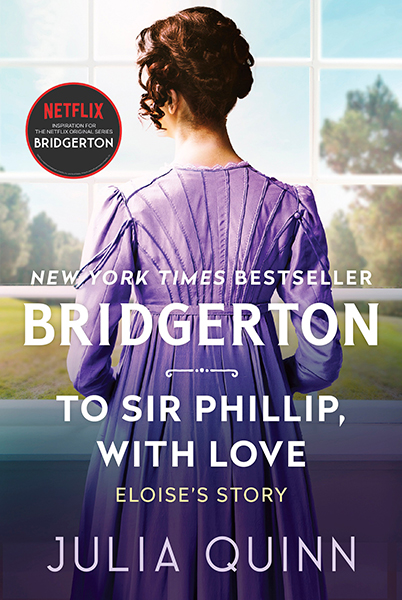 NETFLIX
INSPIRATION FOR
THE NETFLIX ORIGINAL SERIES
BRIDGERTON
NEW YORK TIMES BESTSELLER
BRIDGERTON
TO SIR PHILLIP,
WITH LOVE
ELOISE'S STORY
JULIA QUINN